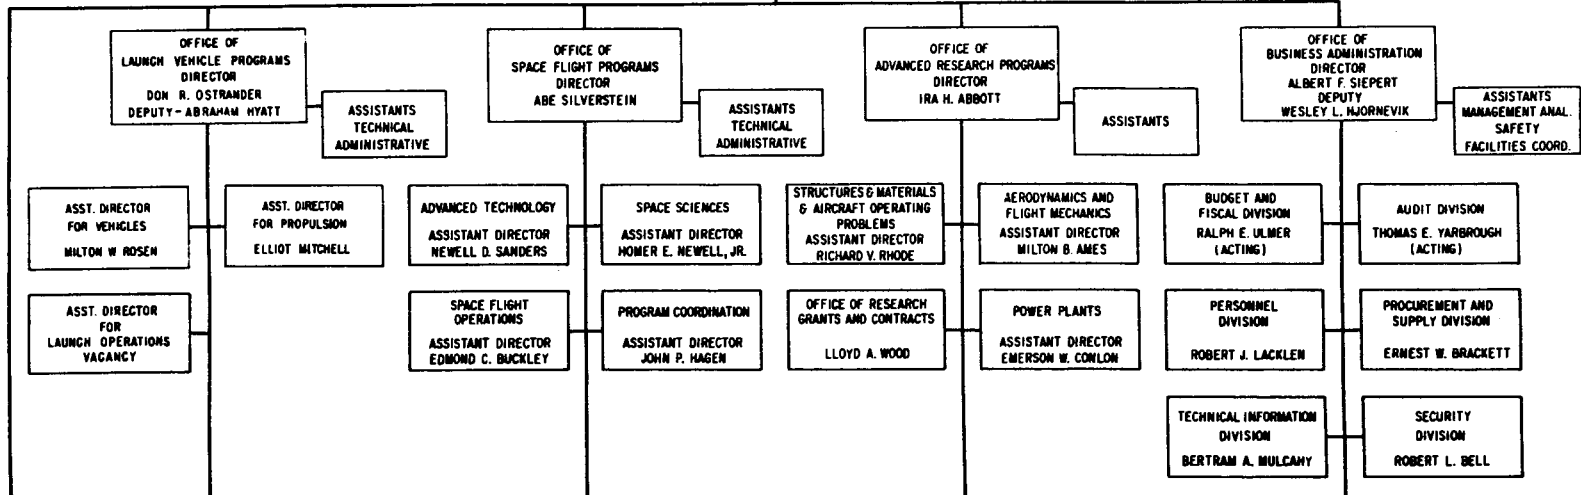 OFFICE OF
LAUNCH VEHICLE PROGRAMS
DIRECTOR
DON R. OSTRANDER
DEPUTY-ABRAHAM HYATT
ASSISTANTS
TECHNICAL
ADMINISTRATIVE
OFFICE OF
SPACE FLIGHT PROGRAMS
DIRECTOR
ABE SILVERSTEIN
ASSISTANTS
TECHNICAL
ADMINISTRATIVE
OFFICE OF
ADVANCED RESEARCH PROGRAMS
DIRECTOR
IRA H. ABBOTT
ASSISTANTS
OFFICE OF
BUSINESS ADMINISTRATION
DIRECTOR
ALBERT F. SIEPERT
DEPUTY
WESLEY L. HJORNEVIK
ASSISTANTS
MANAGEMENT ANAL.
SAFETY
FACILITIES COORD.
ASST. DIRECTOR
FOR VEHICLES
MILTON W ROSEN
ASST. DIRECTOR
FOR PROPULSION
ELLIOT MITCHELL
ADVANCED TECHNOLOGY
ASSISTANT DIRECTOR
NEWELL D. SANDERS
SPACE SCIENCES
ASSISTANT DIRECTOR
HOMER E. NEWELL, JR.
STRUCTURES & MATERIALS
& AIRCRAFT OPERATING
PROBLEMS
ASSISTANT DIRECTOR
RICHARD V. RHODE
AERODYNAMICS AND
FLIGHT MECHANICS
ASSISTANT DIRECTOR
MILTON B. AMES
BUDGET AND
FISCAL DIVISION
RALPH E. ULMER
(ACTING)
AUDIT DIVISION
THOMAS E. YARBROUGH
(ACTING)
ASST. DIRECTOR
FOR
LAUNCH OPERATIONS
VACANCY
SPACE FLIGHT
OPERATIONS
ASSISTANT DIRECTOR
EDMOND C. BUCKLEY
PROGRAM COORDINATION
ASSISTANT DIRECTOR
JOHN P. HAGEN
OFFICE OF RESEARCH
GRANTS AND CONTRACTS
LLOYD A. WOOD
POWER PLANTS
ASSISTANT DIRECTOR
EMERSON W. CONLON
PERSONNEL
DIVISION
ROBERT J. LACKLEN
PROCUREMENT AND
SUPPLY DIVISION
ERNEST W. BRACKETT
TECHNICAL INFORMATION
DIVISION
BERTRAM A. MULCAHY
SECURITY
DIVISION
ROBERT L. BELL